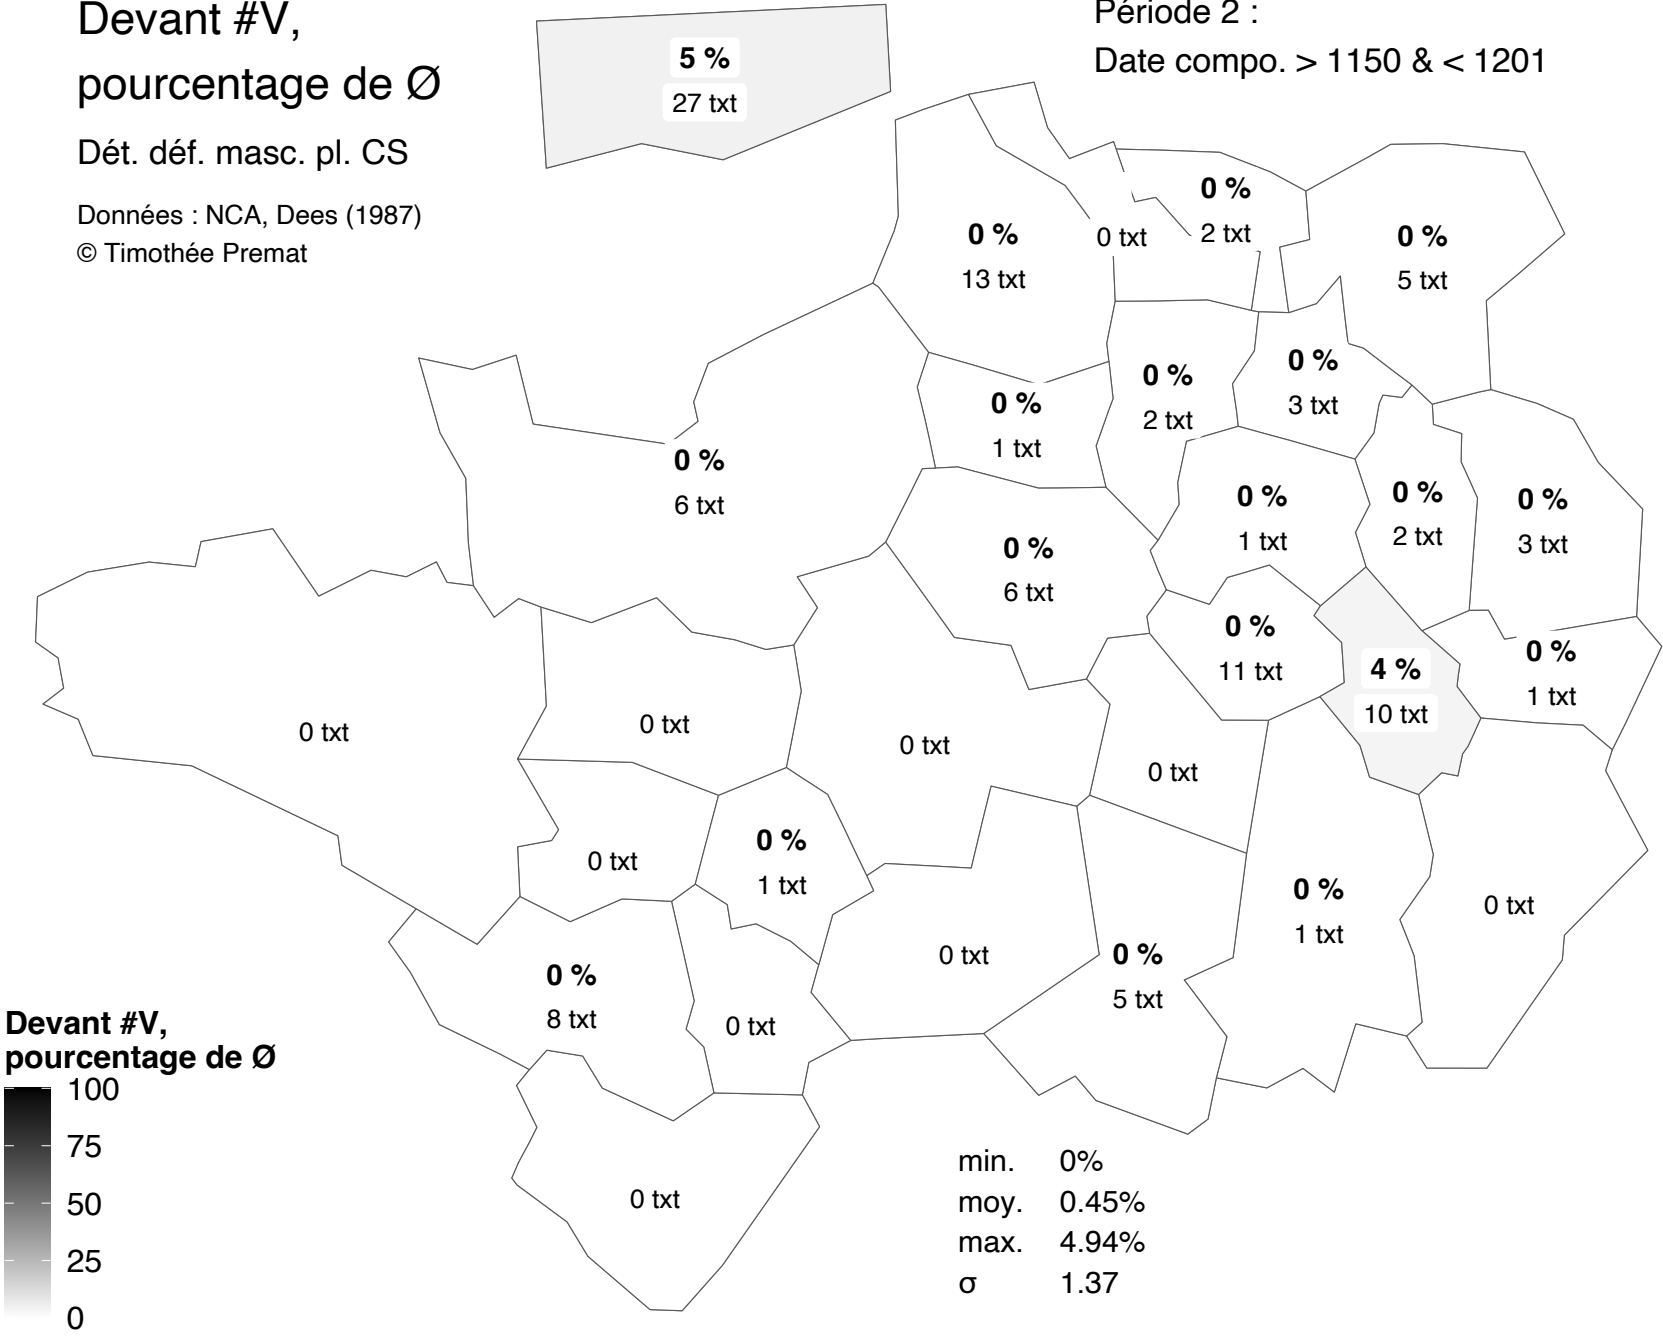 Devant #V,
pourcentage de Ø
Dét. déf. masc. pl. CS
Données : NCA, Dees (1987)
© Timothée Premat
Période 2 :
Date compo. > 1150 & < 1201
5 %
27 txt
0 %
13 txt
0 txt
0 %
2 txt
0 %
5 txt
0 %
6 txt
0 %
1 txt
0 %
2 txt
0 %
3 txt
0 %
6 txt
0 %
1 txt
0 %
2 txt
0 %
3 txt
0 %
11 txt
4 %
10 txt
0 %
1 txt
0 txt
0 txt
0 txt
0 txt
0 txt
0 %
1 txt
0 txt
0 %
5 txt
0 %
1 txt
0 txt
0 %
8 txt
0 txt
0 txt
Devant #V,
pourcentage de Ø
100
75
50
25
0
min. 0%
moy. 0.45%
max. 4.94%
σ 1.37